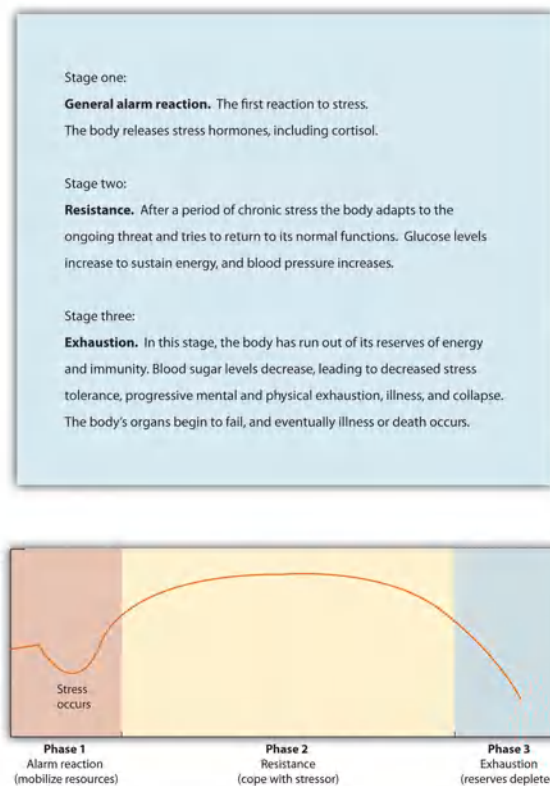 Stage one:
General alarm reaction. The first reaction to stress.
The body releases stress hormones, including cortisol.
Stage two:
Resistance. After a period of chronic stress the body adapts to the
ongoing threat and tries to return to its normal functions. Glucose levels
increase to sustain energy, and blood pressure increases.
Stage three:
Exhaustion. In this stage, the body has run out of its reserves of energy
and immunity. Blood sugar levels decrease, leading to decreased stress
tolerance, progressive mental and physical exhaustion, illness, and collapse.
The body's organs begin to fail, and eventually illness or death occurs.
Stress
occurs
Phase 1
Alarm reaction
(mobilize resources)
Phase 2
Resistance
(cope with stressor)
Phase 3
Exhaustion
(reserves deplete